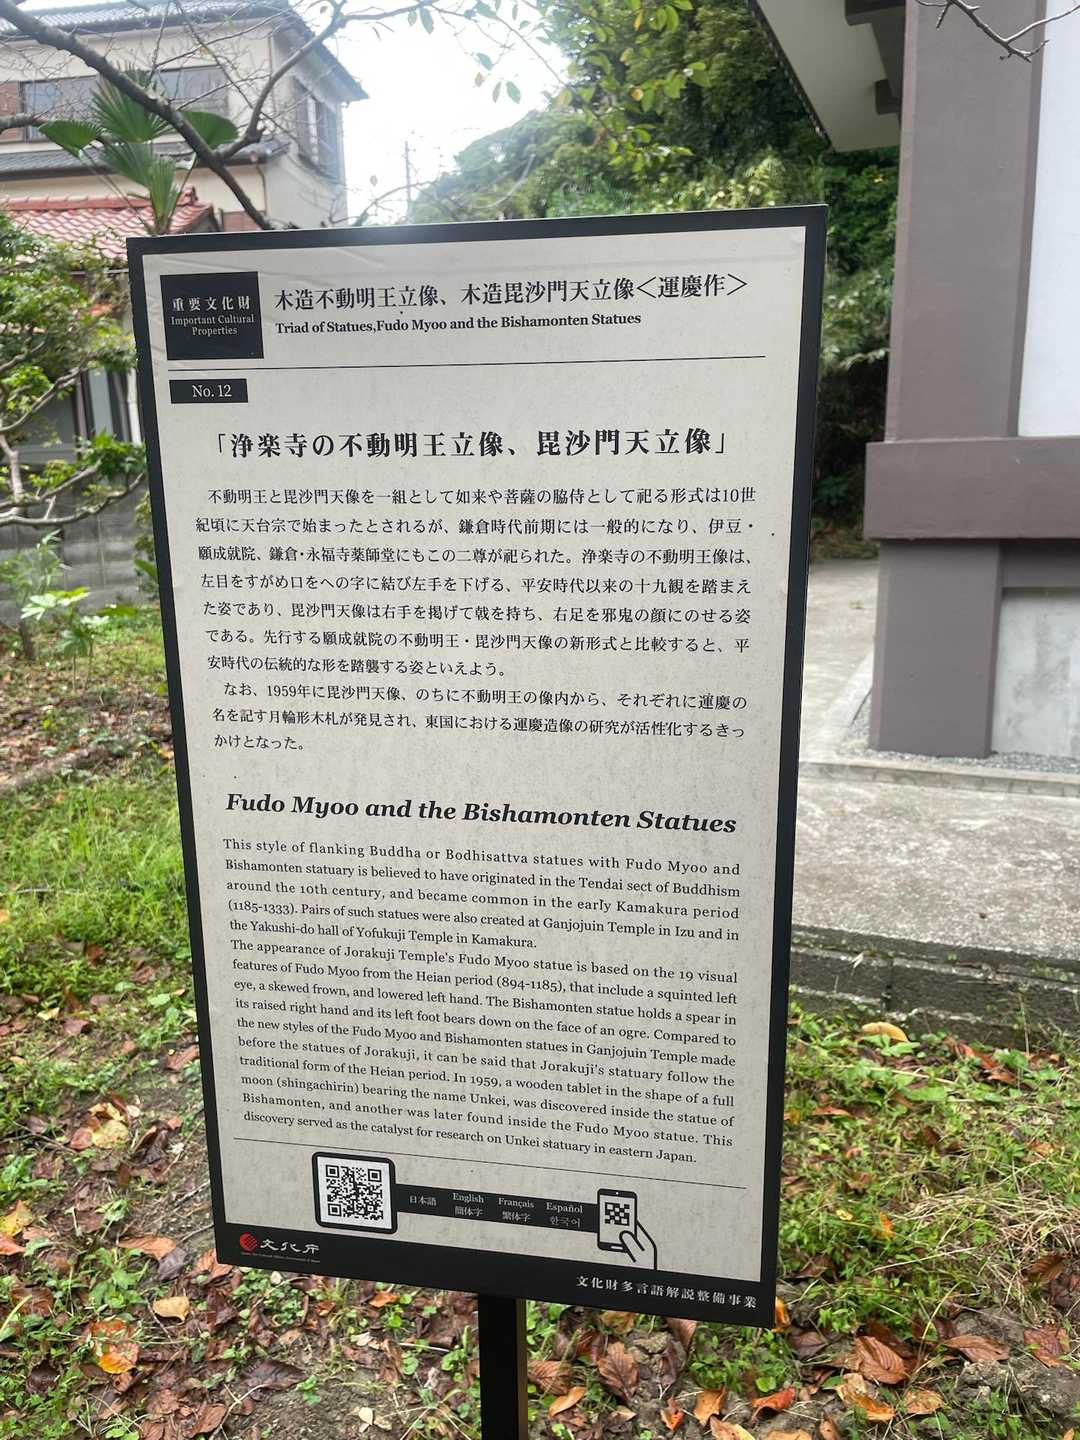 重要文化財
Important Cultural
Properties
木造不動明王立像、木造毘沙門天立像＜運慶作＞
Triad of Statues,Fudo Myoo and the Bishamonten Statues
No. 12
「浄楽寺の不動明王立像、毘沙門天立像」
不動明王と毘沙門天像を一組として如来や菩薩の脇侍として祀る形式は10世
紀頃に天台宗で始まったとされるが、鎌倉時代前期には一般的になり、伊豆・
願成就院、鎌倉・永福寺薬師堂にもこの二尊が祀られた。浄楽寺の不動明王像は、
左目をすがめ口をへの字に結び左手を下げる、平安時代以来の十九観を踏まえ
た姿であり、毘沙門天像は右手を掲げて戟を持ち、右足を邪鬼の顔にのせる姿
である。先行する願成就院の不動明王・毘沙門天像の新形式と比較すると、平
安時代の伝統的な形を踏襲する姿といえよう。
なお、1959年に毘沙門天像、のちに不動明王の像内から、それぞれに運慶の
名を記す月輪形木札が発見され、東国における運慶造像の研究が活性化するきっ
かけとなった。
Fudo Myoo and the Bishamonten Statues
This style of flanking Buddha or Bodhisattva statues with Fudo Myoo and
Bishamonten statuary is believed to have originated in the Tendai sect of Buddhism
around the 10th century, and became common in the early Kamakura period
(1185-1333). Pairs of such statues were also created at Ganjojuin Temple in Izu and in
the Yakushi-do hall of Yofukuji Temple in Kamakura.
The appearance of Jorakuji Temple's Fudo Myoo statue is based on the 19 visual
features of Fudo Myoo from the Heian period (894-1185), that include a squinted left
eye, a skewed frown, and lowered left hand. The Bishamonten statue holds a spear in
its raised right hand and its left foot bears down on the face of an ogre. Compared to
the new styles of the Fudo Myoo and Bishamonten statues in Ganjojuin Temple made
before the statues of Jorakuji, it can be said that Jorakuji's statuary follow the
traditional form of the Heian period. In 1959, a wooden tablet in the shape of a full
moon (shingachirin) bearing the name Unkei, was discovered inside the statue of
Bishamonten, and another was later found inside the Fudo Myoo statue. This
discovery served as the catalyst for research on Unkei statuary in eastern Japan.
日本語 English Français Español
簡体字 繁体字 한국어
文化庁
文化財多言語解説整備事業